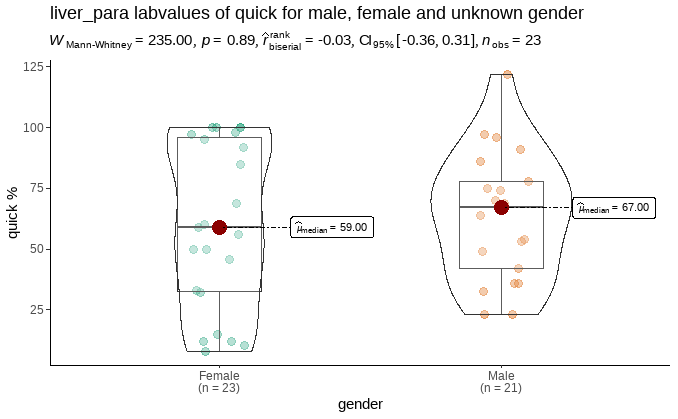 liver_para labvalues of quick for male, female and unknown gender
W Mann-Whitney = 235.00, p = 0.89, r̂ rank biserial = -0.03, CI95% [-0.36, 0.31], n obs = 23
125
100
75
50
25
quick %
μ̂median = 59.00
μ̂median = 67.00
Female
(n = 23)
Male
(n = 21)
gender